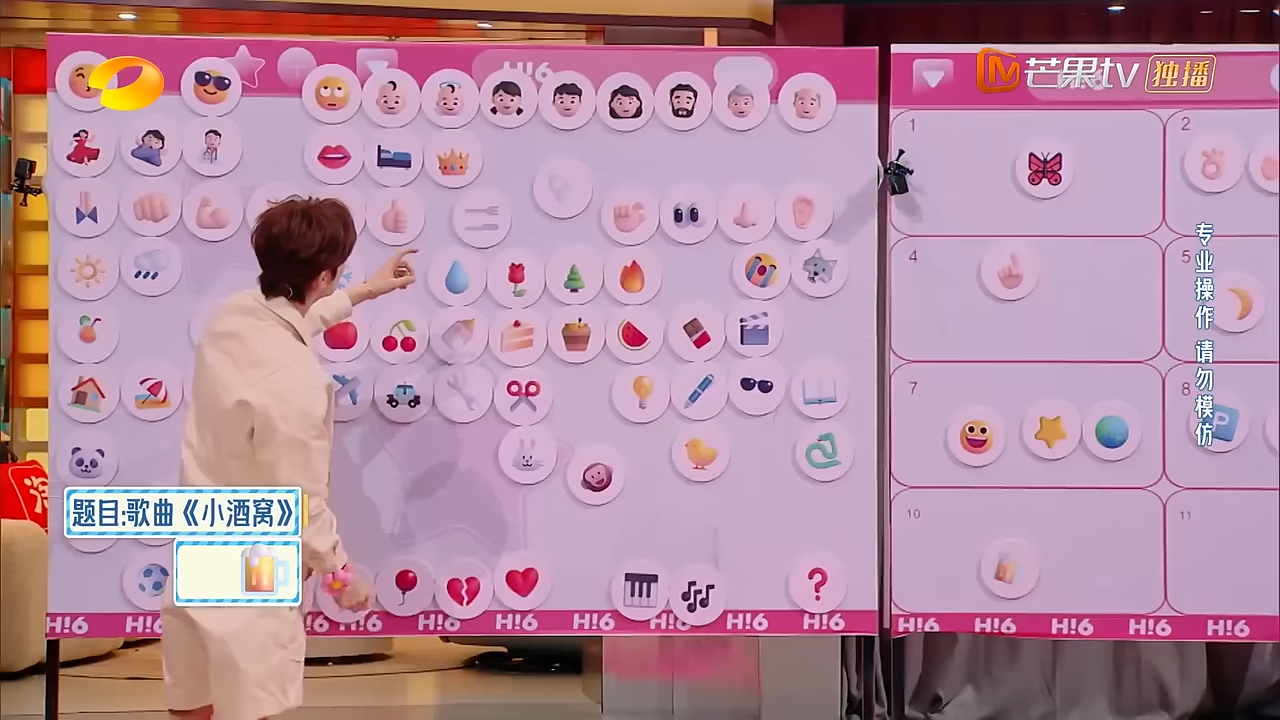 H!6
芒果tv 独播
1
2
4
5
7
8
P
10
11
专业操作 请勿模仿
题目:歌曲《小酒窝》
H!6 H!6 H!6 H!6 H!6 H!6 H!6 H!6 H!6 H!6
H!6 H!6 H!6 H!6 H!6